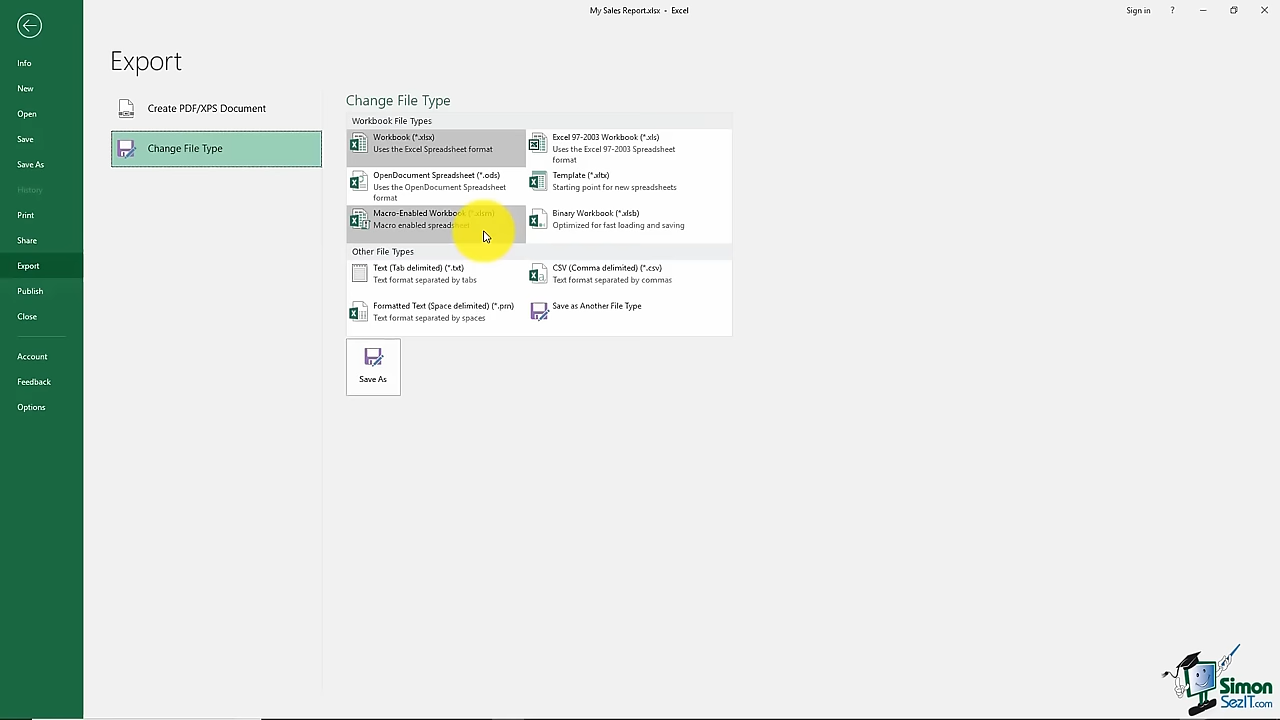 My Sales Report.xlsx - Excel
Sign in
?
Info
New
Open
Save
Save As
History
Print
Share
Export
Publish
Close
Account
Feedback
Options
Export
Create PDF/XPS Document
Change File Type
Change File Type
Workbook File Types
Workbook (*.xlsx)
Uses the Excel Spreadsheet format
Excel 97-2003 Workbook (*.xls)
Uses the Excel 97-2003 Spreadsheet
format
OpenDocument Spreadsheet (*.ods)
Uses the OpenDocument Spreadsheet
format
Template (*.xltx)
Starting point for new spreadsheets
Macro-Enabled Workbook (*.xlsm)
Macro enabled spreadsheet
Binary Workbook (*.xlsb)
Optimized for fast loading and saving
Other File Types
Text (Tab delimited) (*.txt)
Text format separated by tabs
CSV (Comma delimited) (*.csv)
Text format separated by commas
Formatted Text (Space delimited) (*.prn)
Text format separated by spaces
Save as Another File Type
Save As
Simon
SezIT.com